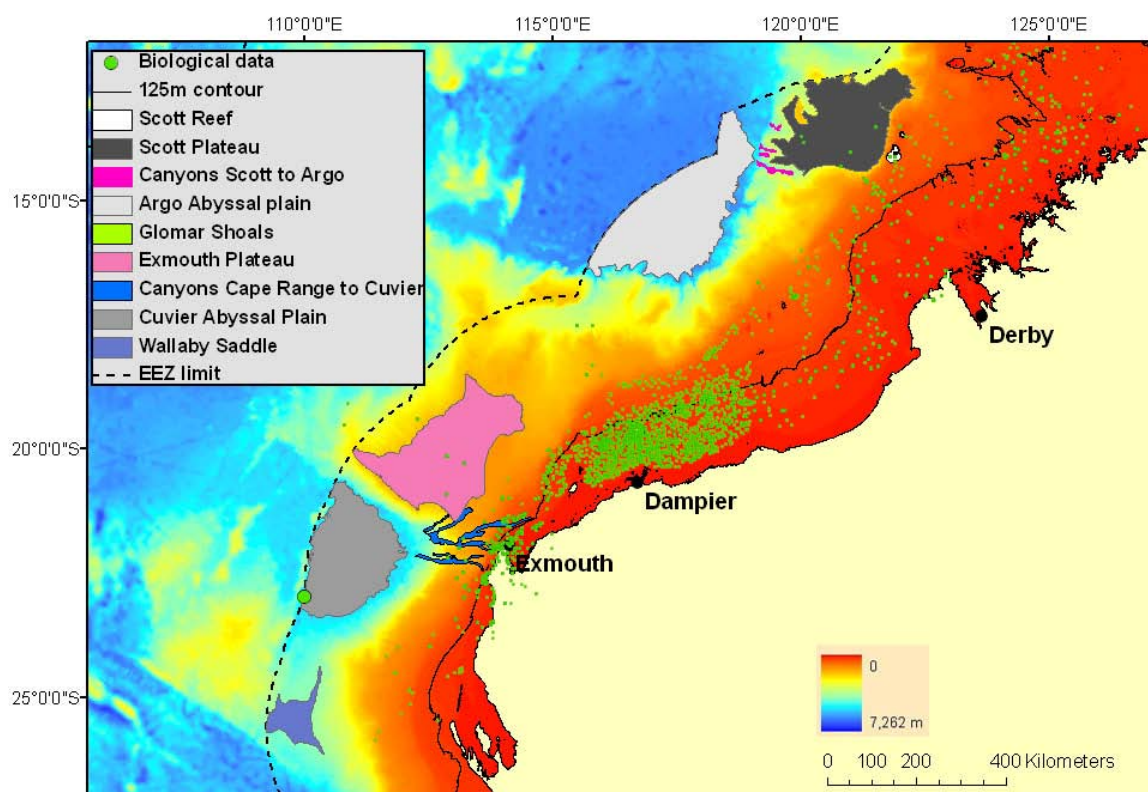 110°0'0"E 115°0'0"E 120°0'0"E 125°0'0"E
Biological data
125m contour
Scott Reef
Scott Plateau
Canyons Scott to Argo
Argo Abyssal plain
Glomar Shoals
Exmouth Plateau
Canyons Cape Range to Cuvier
Cuvier Abyssal Plain
Wallaby Saddle
EEZ limit
15°0'0"S
20°0'0"S
25°0'0"S
Derby
Dampier
Exmouth
0
7,262 m
0 100 200 400 Kilometers